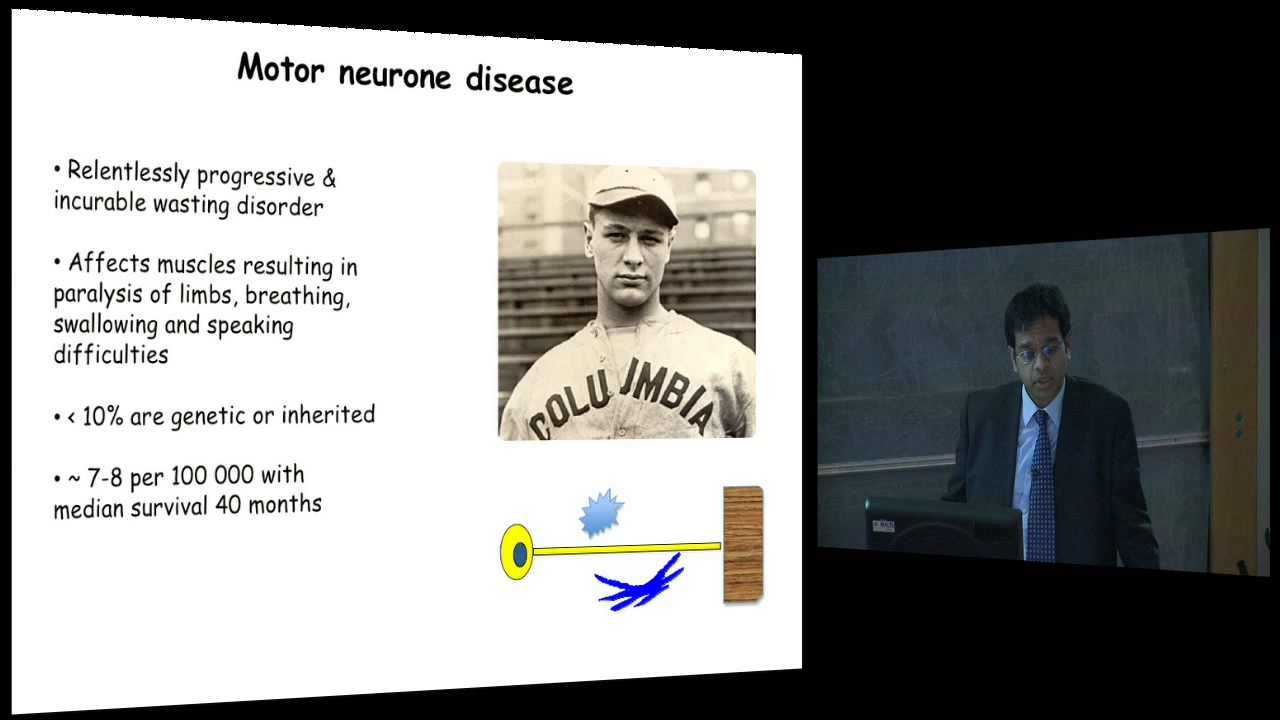 Motor neurone disease
• Relentlessly progressive &
incurable wasting disorder
• Affects muscles resulting in
paralysis of limbs, breathing,
swallowing and speaking
difficulties
• < 10% are genetic or inherited
• ~ 7-8 per 100 000 with
median survival 40 months
COLUMBIA